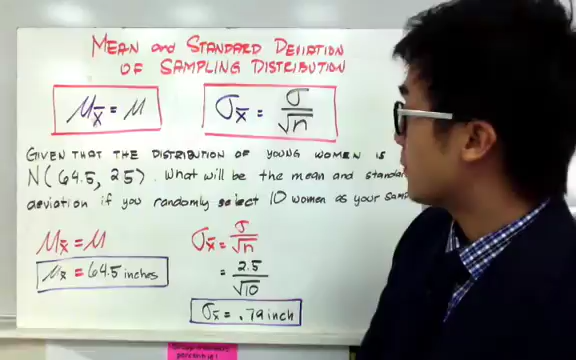 MEAN and STANDARD DEVIATION
OF SAMPLING DISTRIBUTION
μx̄ = μ
σx̄ = σ/√n
GIVEN THAT THE DISTRIBUTION OF YOUNG WOMEN IS
N(64.5, 2.5). What will be the mean and standar
deviation if you randomly select 10 women as your sam
μx̄ = μ
μx̄ = 64.5 inches
σx̄ = σ/√n
= 2.5/√10
σx̄ = .79 inch